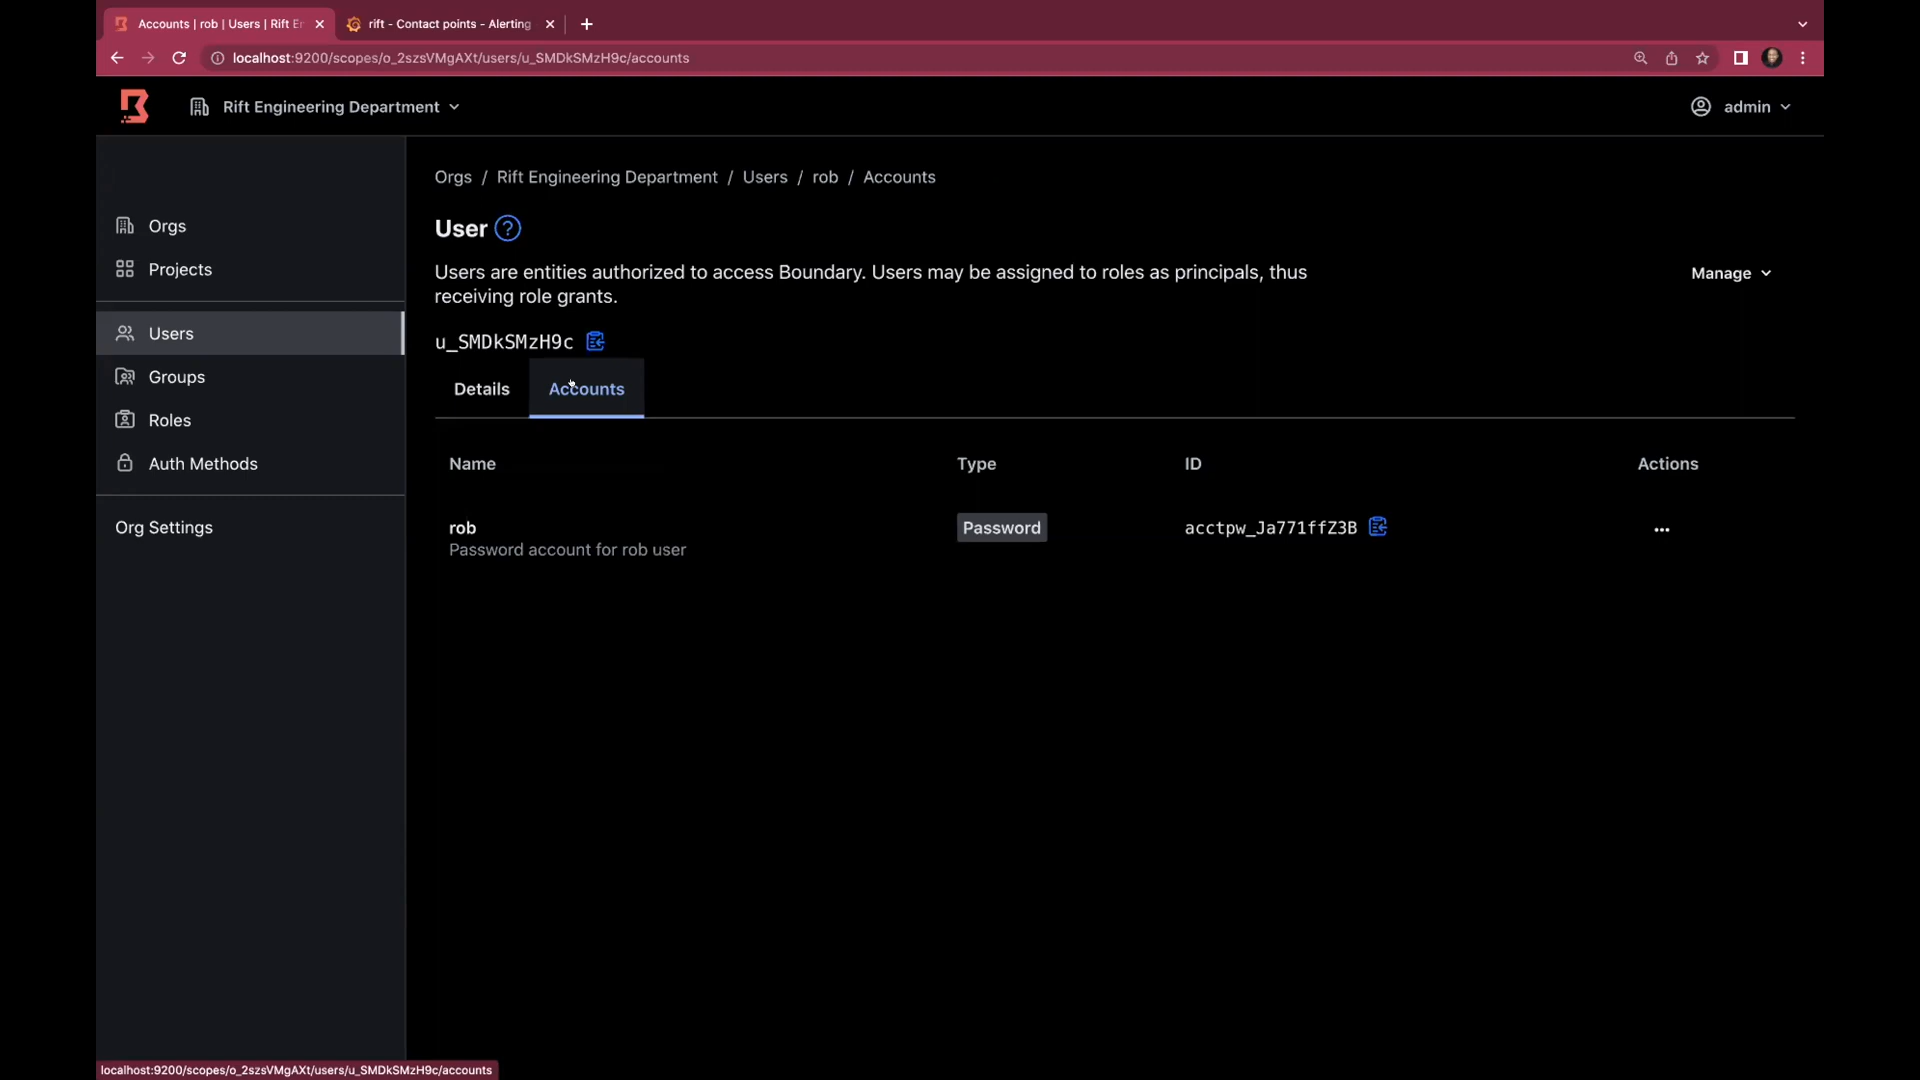 Accounts | rob | Users | Rift Er
rift - Contact points - Alerting
localhost:9200/scopes/o_2szsVMgAXt/users/u_SMDkSMzH9c/accounts
Rift Engineering Department
admin
Orgs / Rift Engineering Department / Users / rob / Accounts
Orgs
Projects
Users
Groups
Roles
Auth Methods
Org Settings
User ?
Users are entities authorized to access Boundary. Users may be assigned to roles as principals, thus
receiving role grants.
Manage
u_SMDkSMzH9c
Details Accounts
Name Type ID Actions
rob Password acctpw_Ja771ffZ3B
Password account for rob user
localhost:9200/scopes/o_2szsVMgAXt/users/u_SMDkSMzH9c/accounts